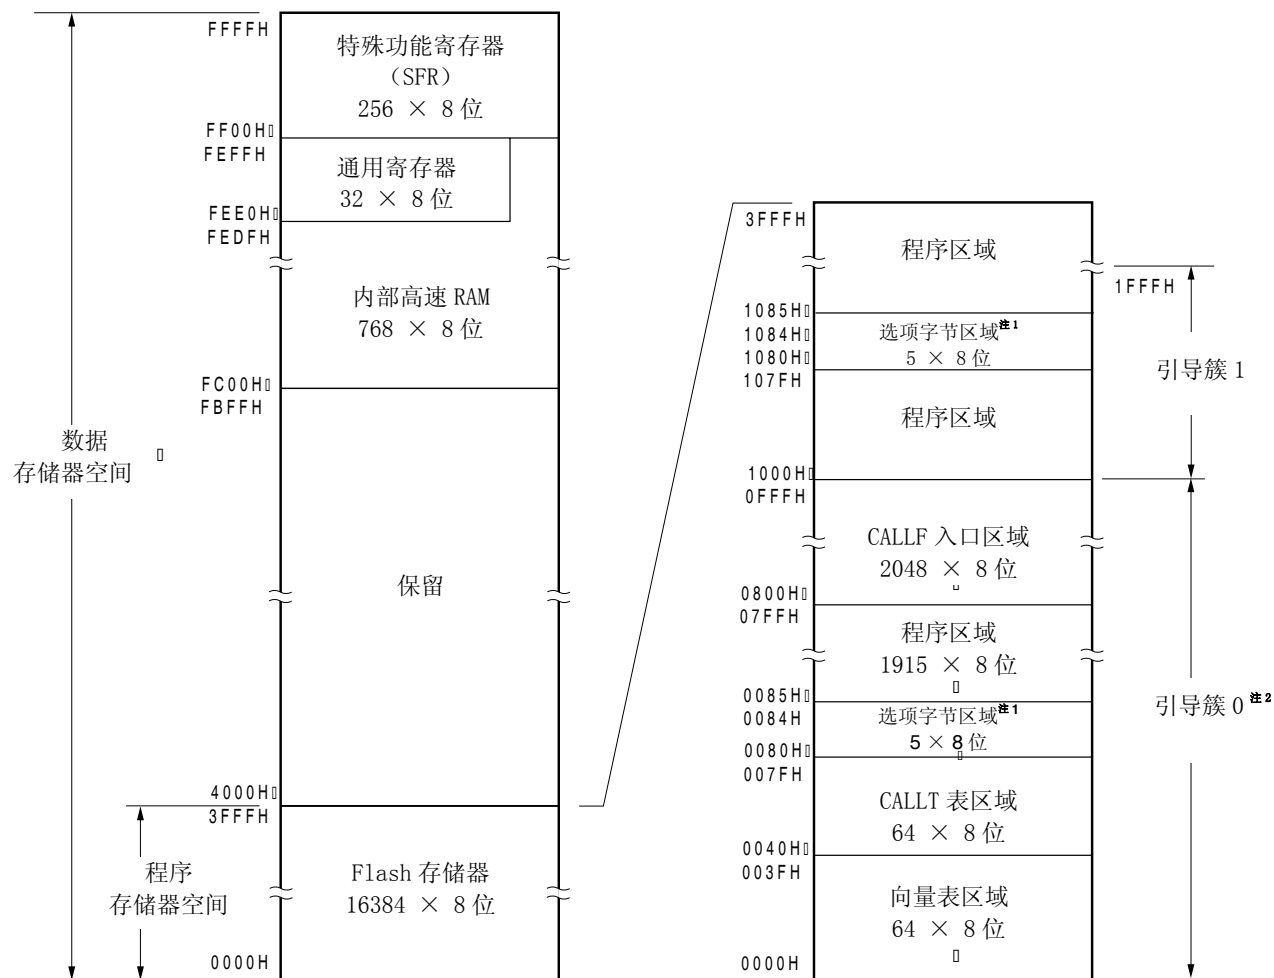 FFFFH
特殊功能寄存器
(SFR)
256 × 8 位
FF00H
FEFFH
通用寄存器
32 × 8 位
FEE0H
FEDFH
内部高速 RAM
768 × 8 位
FC00H
FBFFH
数据
存储器空间
保留
4000H
3FFFH
程序
存储器空间
Flash 存储器
16384 × 8 位
0000H
3FFFH
程序区域
1FFFH
1085H
1084H
选项字节区域注1
5 × 8 位
1080H
107FH
引导簇 1
程序区域
1000H
0FFFH
CALLF 入口区域
2048 × 8 位
0800H
07FFH
程序区域
1915 × 8 位
0085H
0084H
选项字节区域注1
5 × 8 位
引导簇 0 注2
0080H
007FH
CALLT 表区域
64 × 8 位
0040H
003FH
向量表区域
64 × 8 位
0000H